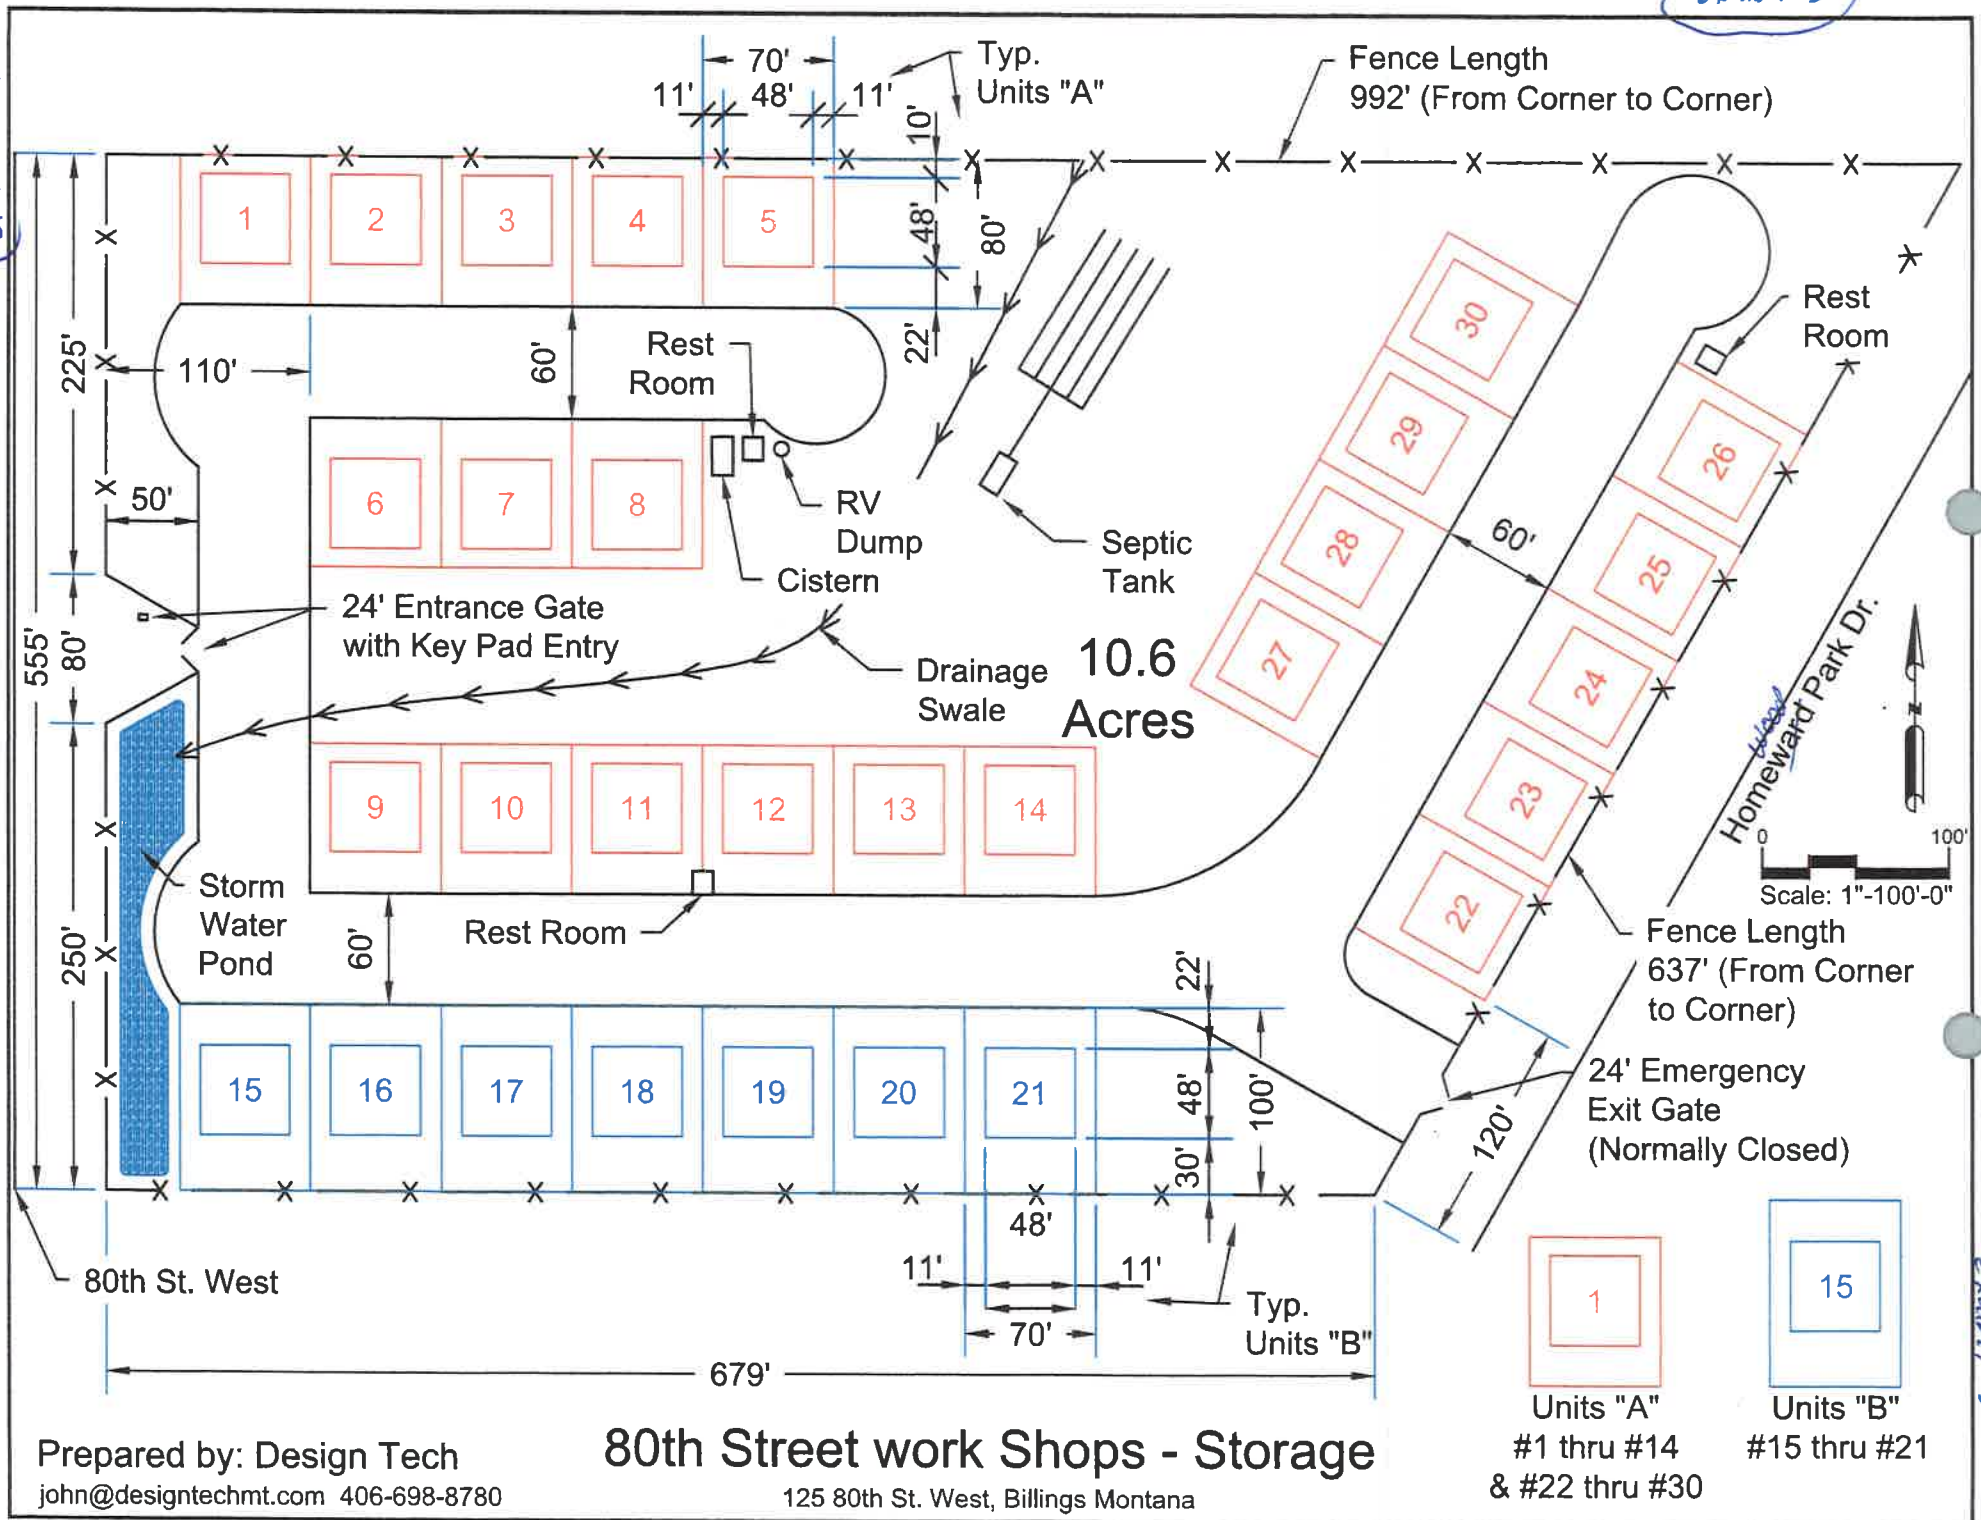 70'
11' 48' 11'
Typ.
Units "A"
Fence Length
992' (From Corner to Corner)
10'
48'
22'
80'
1
2
3
4
5
555'
225'
80'
250'
110'
60'
50'
Rest
Room
6
7
8
RV
Dump
Cistern
Septic
Tank
24' Entrance Gate
with Key Pad Entry
Drainage
Swale
10.6
Acres
30
29
28
27
60'
Rest
Room
26
25
24
23
22
Homeward Park Dr.
wood
N
0 100'
Scale: 1"-100'-0"
9
10
11
12
13
14
Rest Room
Storm
Water
Pond
60'
Fence Length
637' (From Corner
to Corner)
24' Emergency
Exit Gate
(Normally Closed)
120'
15
16
17
18
19
20
21
22'
48'
30'
100'
48'
11' 11'
70'
Typ.
Units "B"
80th St. West
679'
1
Units "A"
#1 thru #14
& #22 thru #30
15
Units "B"
#15 thru #21
Prepared by: Design Tech
john@designtechmt.com 406-698-8780
80th Street work Shops - Storage
125 80th St. West, Billings Montana